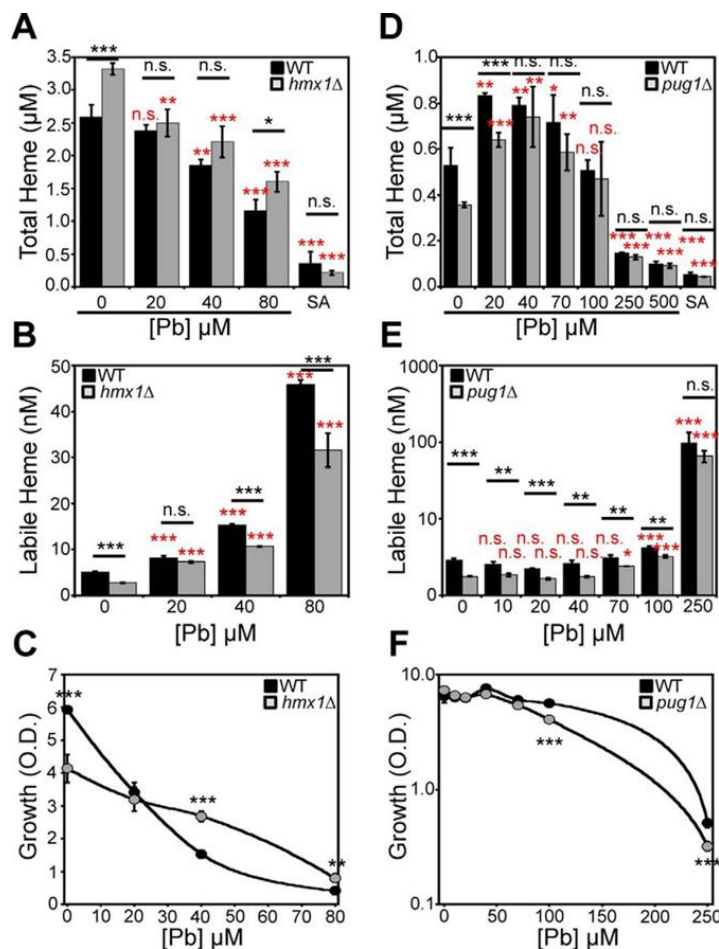 A
Total Heme (µM)
3.5
3.0
2.5
2.0
1.5
1.0
0.5
0.0
WT
hmx1Δ
***
n.s.
n.s.
*
n.s.
n.s.
**
**
***
***
***
***
***
0
20
40
80
SA
[Pb] µM
D
Total Heme (µM)
1.0
0.8
0.6
0.4
0.2
0.0
WT
pug1Δ
***
***
n.s.
n.s.
n.s.
n.s.
n.s.
n.s.
**
***
**
**
*
**
n.s.
n.s.
***
***
***
***
***
***
0
20
40
70
100
250
500
SA
[Pb] µM
B
Labile Heme (nM)
50
40
30
20
10
0
WT
hmx1Δ
***
n.s.
***
***
***
***
***
***
***
***
0
20
40
80
[Pb] µM
E
Labile Heme (nM)
1000
100
10
0
WT
pug1Δ
***
**
***
**
**
**
n.s.
n.s.
n.s.
n.s.
n.s.
n.s.
n.s.
n.s.
*
***
***
***
***
0
10
20
40
70
100
250
[Pb] µM
C
Growth (O.D.)
7
6
5
4
3
2
1
0
WT
hmx1Δ
***
***
**
0 10 20 30 40 50 60 70 80
[Pb] µM
F
Growth (O.D.)
10.0
1.0
0.1
WT
pug1Δ
***
***
0 50 100 150 200 250
[Pb] µM